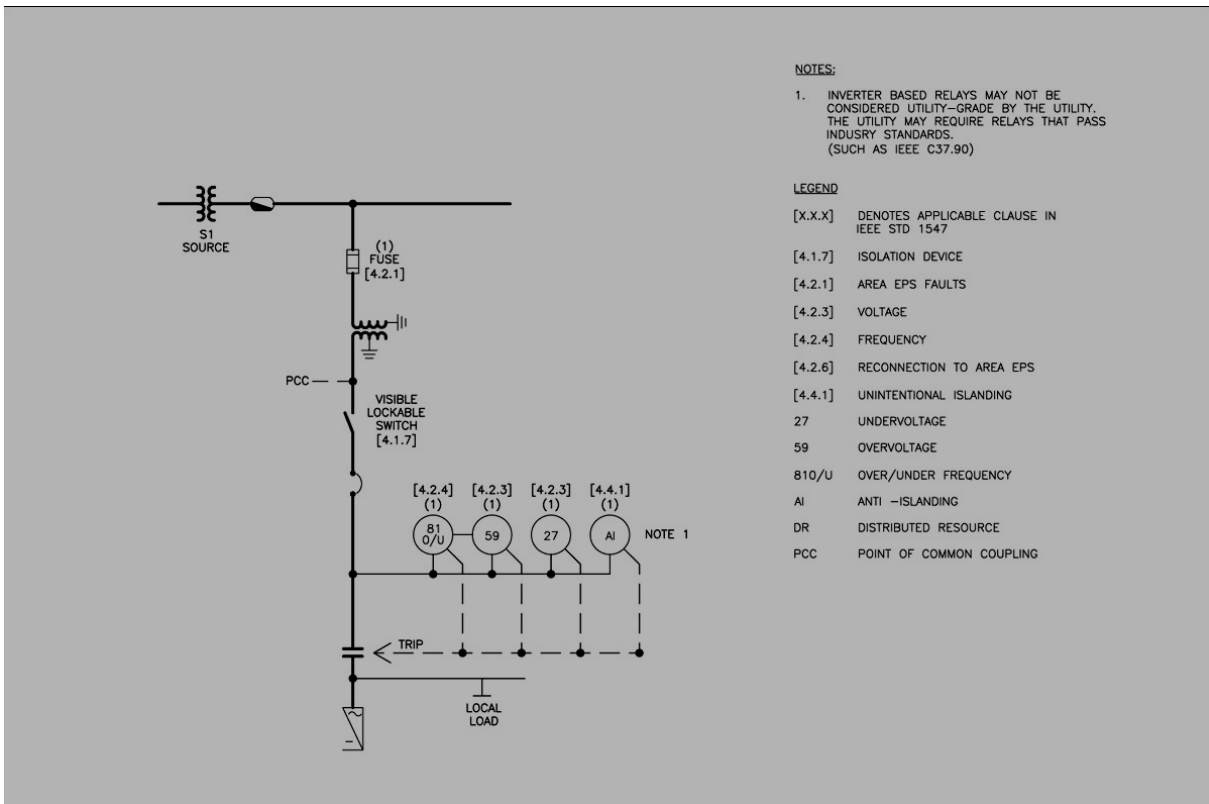 NOTES:
1. INVERTER BASED RELAYS MAY NOT BE
CONSIDERED UTILITY-GRADE BY THE UTILITY.
THE UTILITY MAY REQUIRE RELAYS THAT PASS
INDUSRY STANDARDS.
(SUCH AS IEEE C37.90)
LEGEND
[X.X.X] DENOTES APPLICABLE CLAUSE IN
IEEE STD 1547
[4.1.7] ISOLATION DEVICE
[4.2.1] AREA EPS FAULTS
[4.2.3] VOLTAGE
[4.2.4] FREQUENCY
[4.2.6] RECONNECTION TO AREA EPS
[4.4.1] UNINTENTIONAL ISLANDING
27 UNDERVOLTAGE
59 OVERVOLTAGE
810/U OVER/UNDER FREQUENCY
AI ANTI -ISLANDING
DR DISTRIBUTED RESOURCE
PCC POINT OF COMMON COUPLING
S1
SOURCE
(1)
FUSE
[4.2.1]
PCC
VISIBLE
LOCKABLE
SWITCH
[4.1.7]
[4.2.4] [4.2.3] [4.2.3] [4.4.1]
(1) (1) (1) (1)
81
O/U
59
27
AI
NOTE 1
TRIP
LOCAL
LOAD